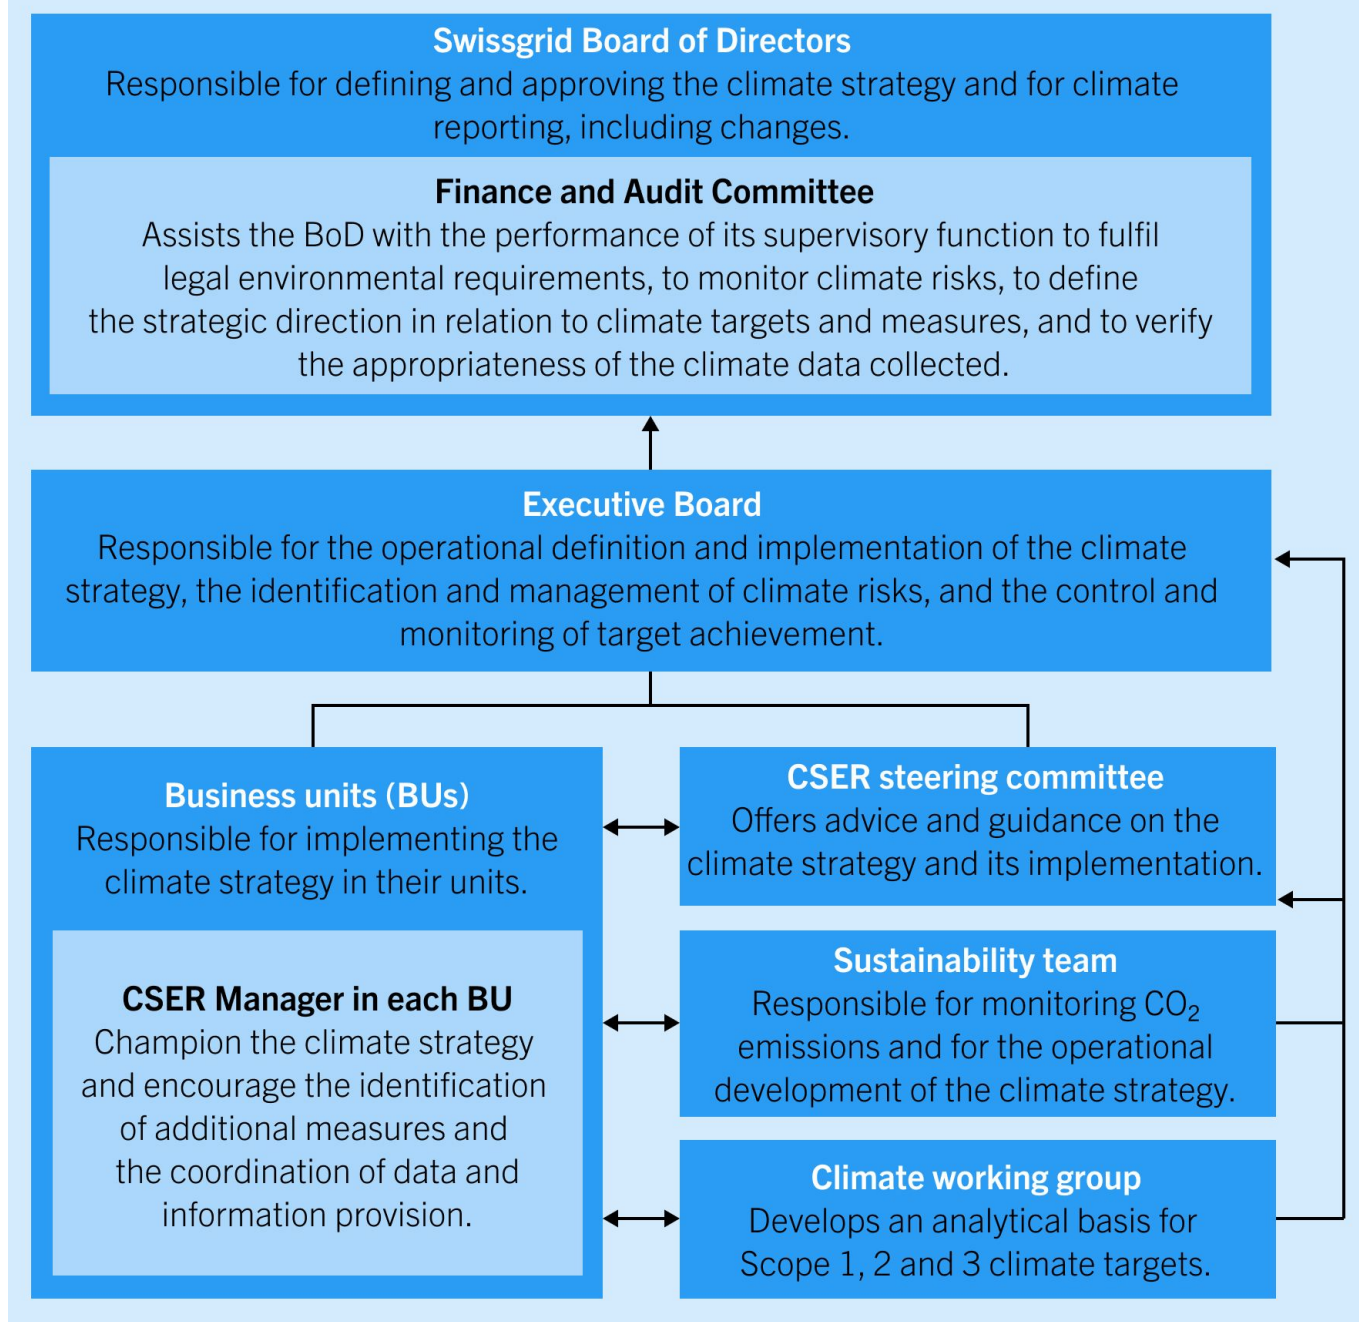 Swissgrid Board of Directors
Responsible for defining and approving the climate strategy and for climate
reporting, including changes.
Finance and Audit Committee
Assists the BoD with the performance of its supervisory function to fulfil
legal environmental requirements, to monitor climate risks, to define
the strategic direction in relation to climate targets and measures, and to verify
the appropriateness of the climate data collected.
Executive Board
Responsible for the operational definition and implementation of the climate
strategy, the identification and management of climate risks, and the control and
monitoring of target achievement.
Business units (BUs)
Responsible for implementing the
climate strategy in their units.
CSER Manager in each BU
Champion the climate strategy
and encourage the identification
of additional measures and
the coordination of data and
information provision.
CSER steering committee
Offers advice and guidance on the
climate strategy and its implementation.
Sustainability team
Responsible for monitoring CO₂
emissions and for the operational
development of the climate strategy.
Climate working group
Develops an analytical basis for
Scope 1, 2 and 3 climate targets.